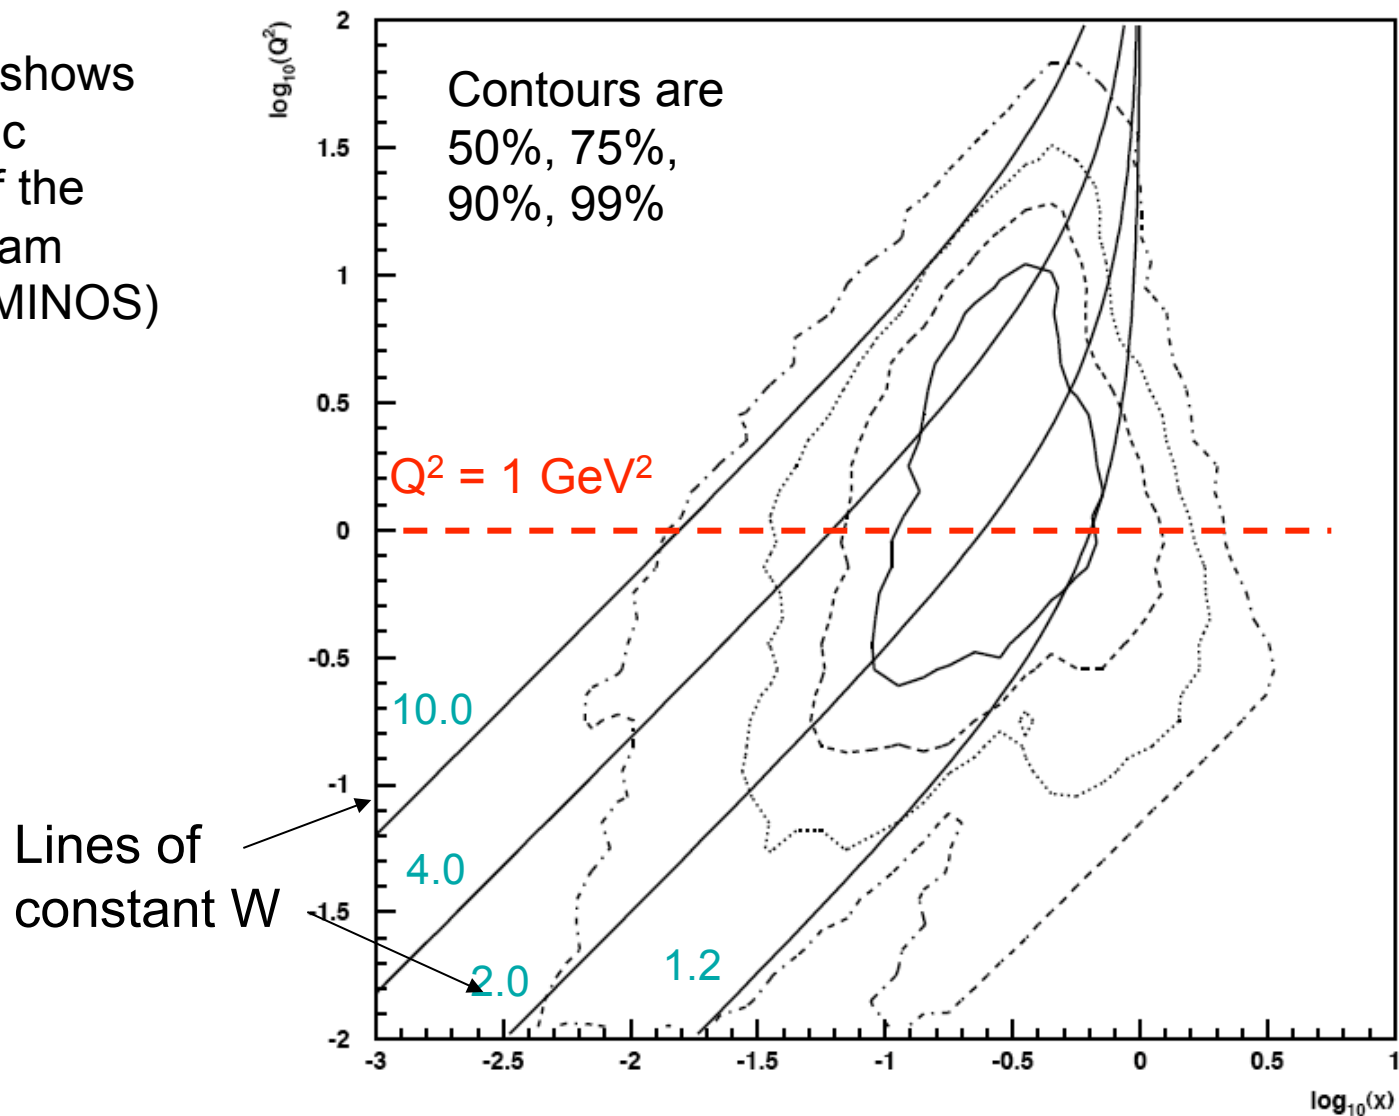 shows
c
f the
am
MINOS)
log₁₀(Q²)
Contours are
50%, 75%,
90%, 99%
2
1.5
1
0.5
0
-0.5
-1
-1.5
-2
Q² = 1 GeV²
10.0
4.0
2.0
1.2
Lines of
constant W
-3 -2.5 -2 -1.5 -1 -0.5 0 0.5 1
log₁₀(x)